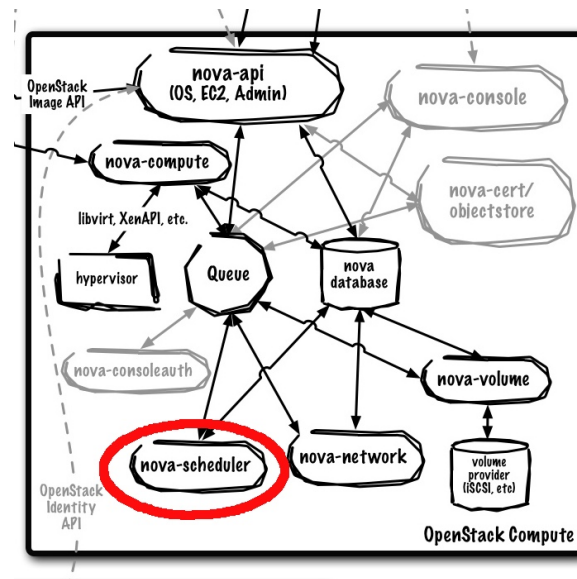 OpenStack
Image API
nova-api
(OS, EC2, Admin)
nova-console
nova-compute
nova-cert/
objectstore
libvirt, XenAPI, etc.
hypervisor
Queue
nova
database
nova-consoleauth
nova-volume
nova-scheduler
nova-network
volume
provider
(iSCSI, etc)
OpenStack
Identity
API
OpenStack Compute